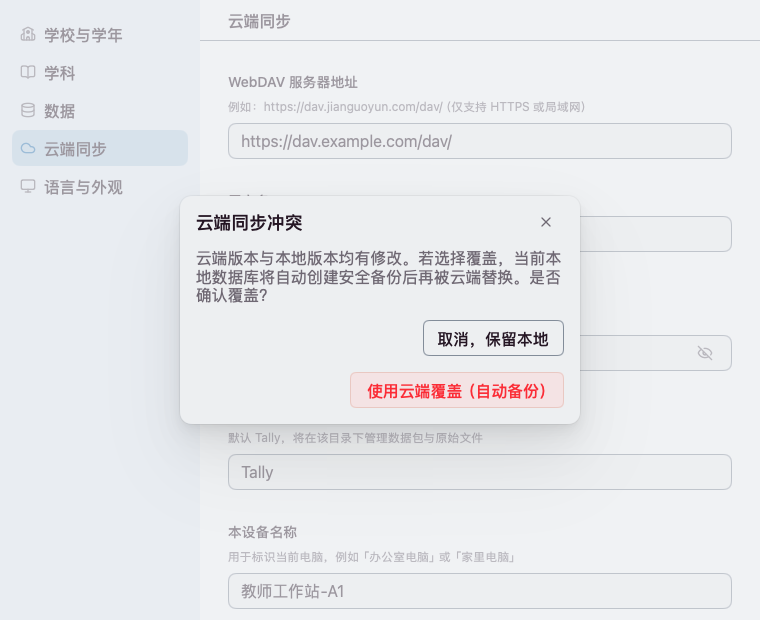 云端同步
学校与学年
学科
数据
云端同步
语言与外观
WebDAV 服务器地址
例如：https://dav.jianguoyun.com/dav/ (仅支持 HTTPS 或局域网)
https://dav.example.com/dav/
云端同步冲突
云端版本与本地版本均有修改。若选择覆盖，当前本
地数据库将自动创建安全备份后再被云端替换。是否
确认覆盖？
取消，保留本地
使用云端覆盖 (自动备份)
默认 Tally，将在该目录下管理数据包与原始文件
Tally
本设备名称
用于标识当前电脑，例如「办公室电脑」或「家里电脑」
教师工作站-A1